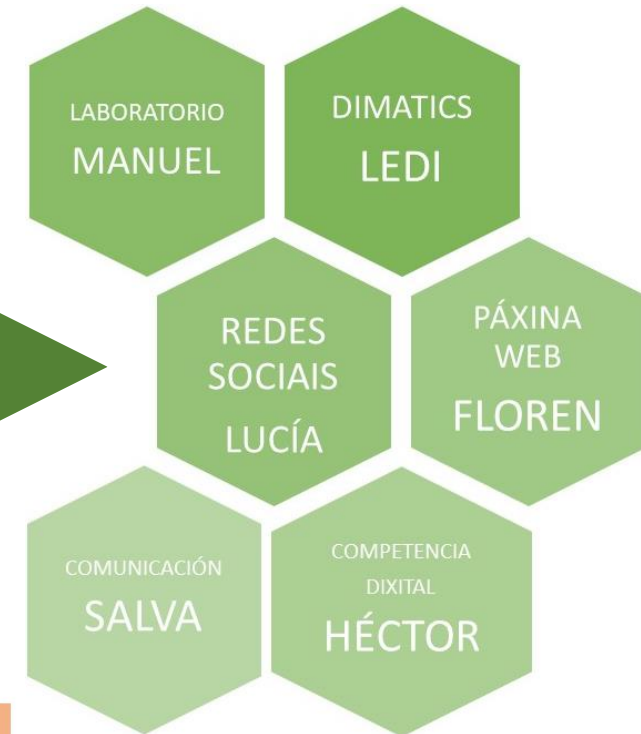 LABORATORIO
MANUEL
DIMATICS
LEDI
REDES
SOCIAIS
LUCÍA
PÁXINA
WEB
FLOREN
COMUNICACIÓN
SALVA
COMPETENCIA
DIXITAL
HÉCTOR